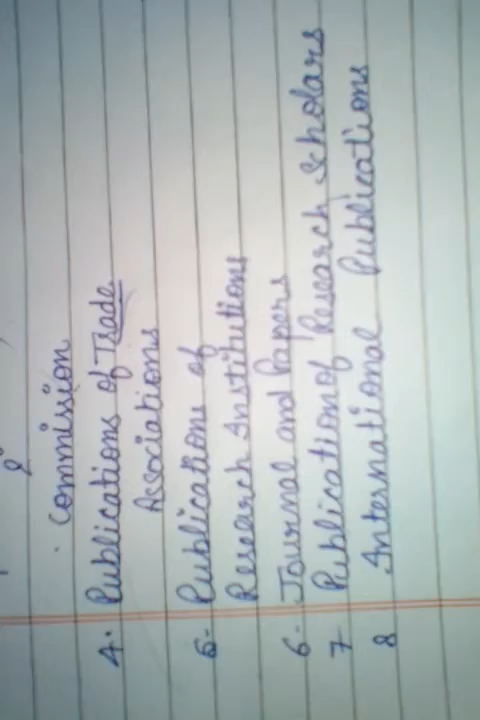 Commission
4. Publications of Trade
Associations
5- Publications of
Research Institutions
6- Journal and Papers
7 Publication of Research Scholars
8 International Publications